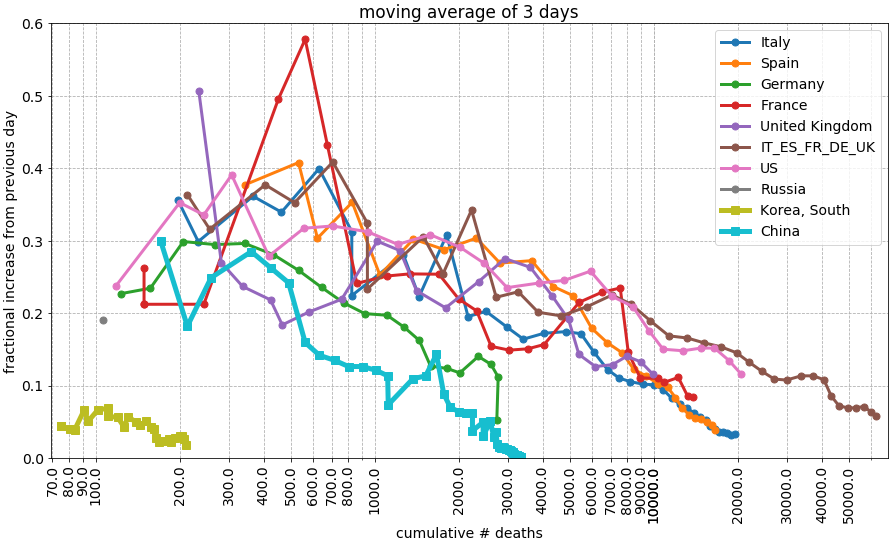 moving average of 3 days
fractional increase from previous day
0.6
0.5
0.4
0.3
0.2
0.1
0.0
Italy
Spain
Germany
France
United Kingdom
IT_ES_FR_DE_UK
US
Russia
Korea, South
China
70.0
80.0
90.0
100.0
200.0
300.0
400.0
500.0
600.0
700.0
800.0
1000.0
2000.0
3000.0
4000.0
5000.0
6000.0
7000.0
8000.0
9000.0
10000.0
20000.0
30000.0
40000.0
50000.0
cumulative # deaths